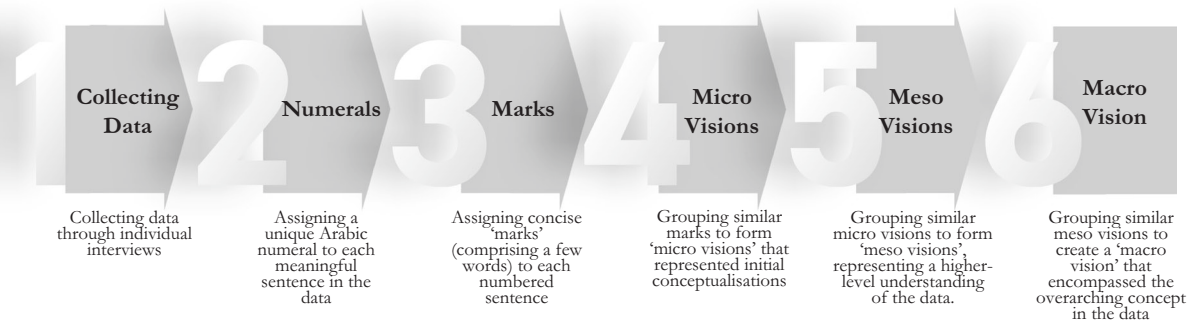 1
Collecting
Data
Collecting data
through individual
interviews
2
Numerals
Assigning a
unique Arabic
numeral to each
meaningful
sentence in the
data
3
Marks
Assigning concise
‘marks’
(comprising a few
words) to each
numbered
sentence
4
Micro
Visions
Grouping similar
marks to form
‘micro visions’ that
represented initial
conceptualisations
5
Meso
Visions
Grouping similar
micro visions to form
‘meso visions’,
representing a higher-
level understanding
of the data.
6
Macro
Vision
Grouping similar
meso visions to
create a ‘macro
vision’ that
encompassed the
overarching concept
in the data